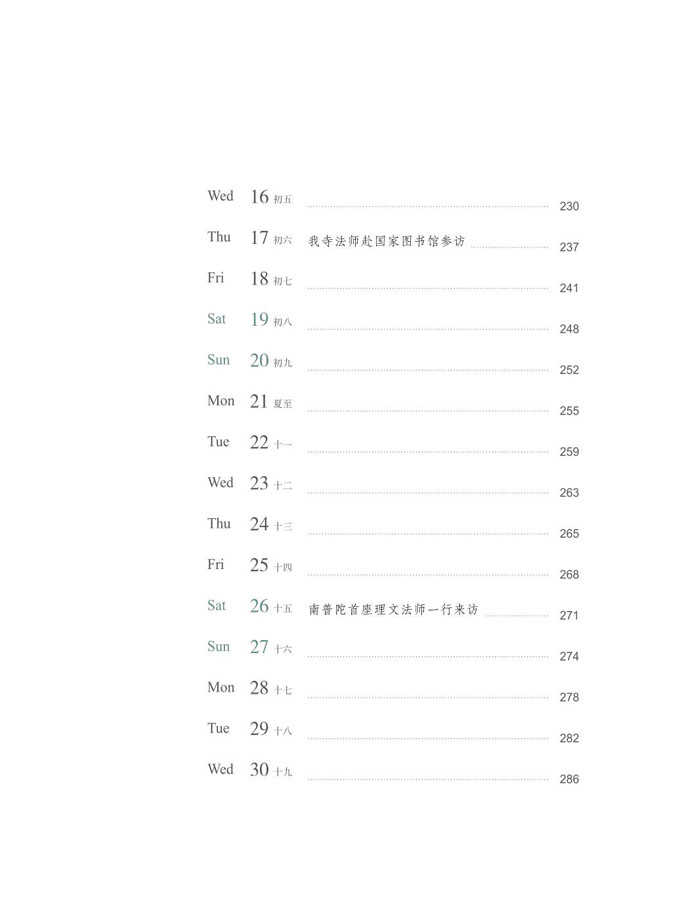 Wed 16 初五 230
Thu 17 初六 我寺法师赴国家图书馆参访 237
Fri 18 初七 241
Sat 19 初八 248
Sun 20 初九 252
Mon 21 夏至 255
Tue 22 十一 259
Wed 23 十二 263
Thu 24 十三 265
Fri 25 十四 268
Sat 26 十五 南普陀首座理文法师一行来访 271
Sun 27 十六 274
Mon 28 十七 278
Tue 29 十八 282
Wed 30 十九 286